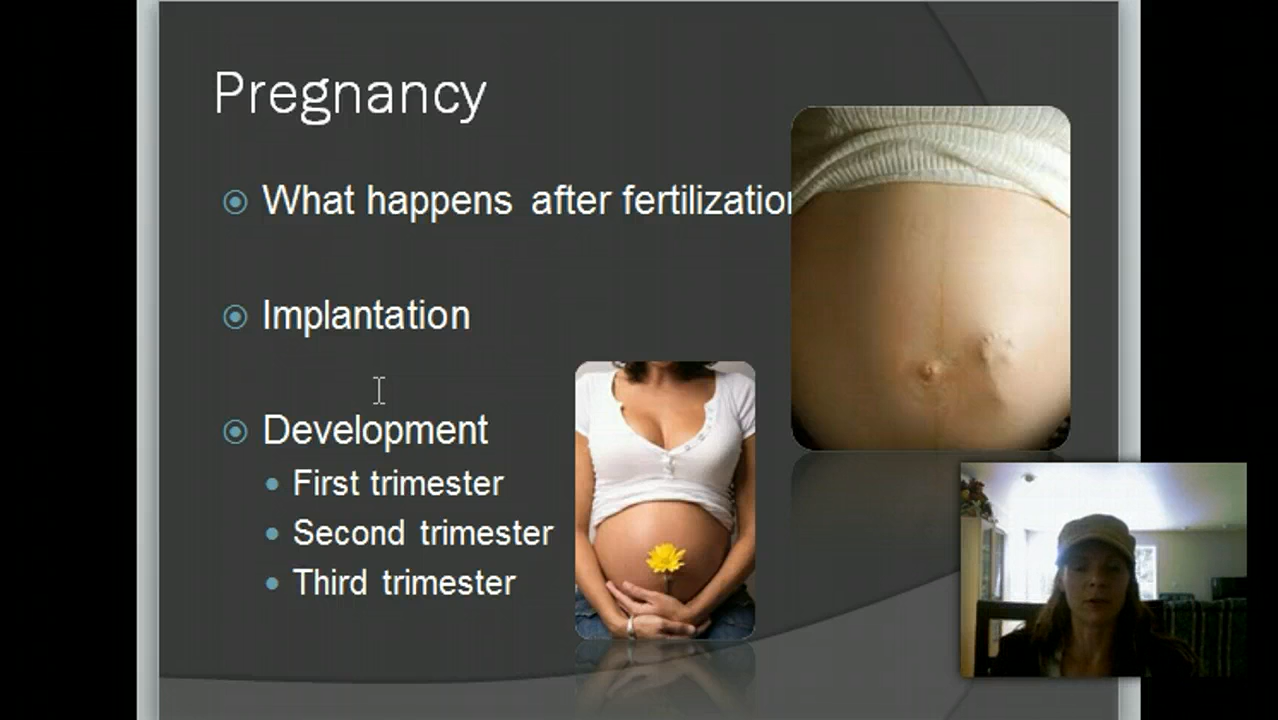 Pregnancy
What happens after fertilization
Implantation
Development
First trimester
Second trimester
Third trimester